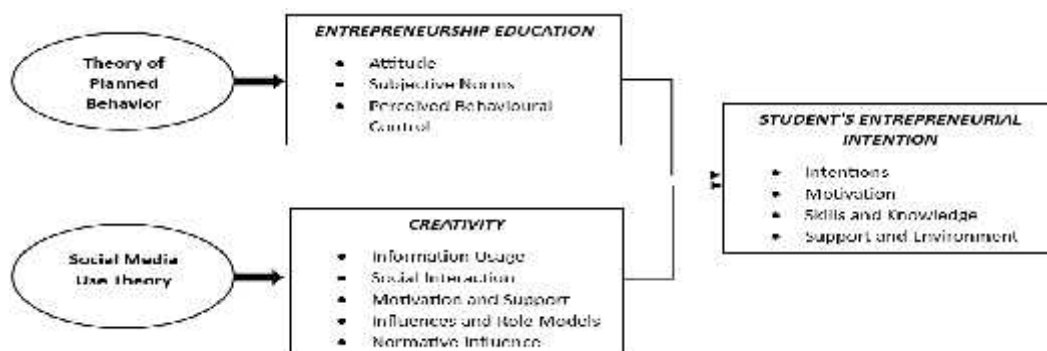 Theory of
Planned
Behavior
ENTREPRENEURSHIP EDUCATION
• Attitude
• Subjective Norms
• Perceived Behavioural
Control
STUDENT'S ENTREPRENEURIAL
INTENTION
• Intentions
• Motivation
• Skills and Knowledge
• Support and Environment
Social Media
Use Theory
CREATIVITY
• Information Usage
• Social Interaction
• Motivation and Support
• Influences and Role Models
• Normative Influence